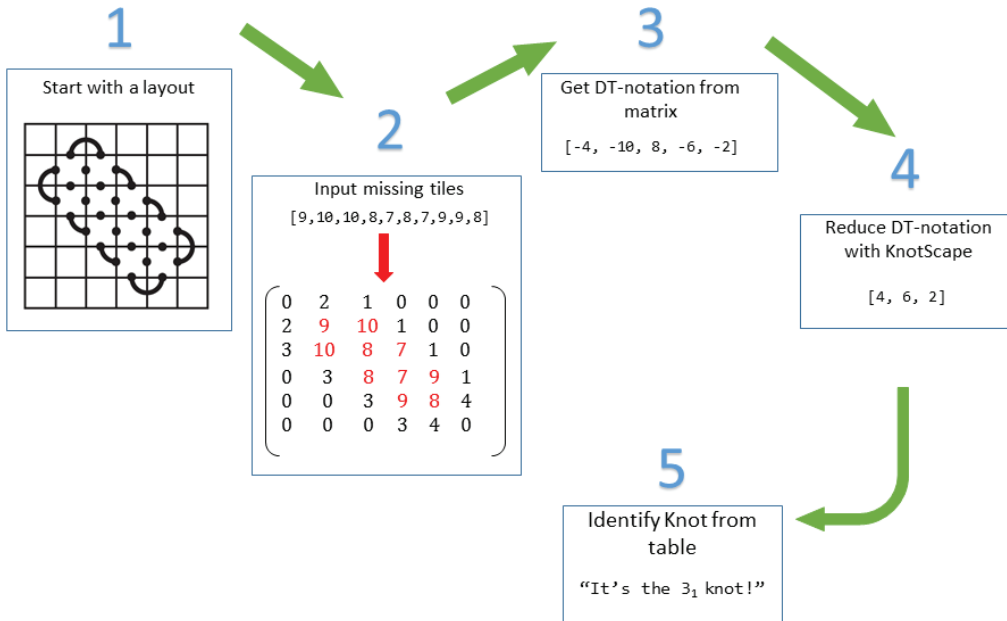 1
Start with a layout
2
Input missing tiles
[9,10,10,8,7,8,7,9,9,8]
0 2 1 0 0 0
2 9 10 1 0 0
3 10 8 7 1 0
0 3 8 7 9 1
0 0 3 9 8 4
0 0 0 3 4 0
3
Get DT-notation from
matrix
[-4, -10, 8, -6, -2]
4
Reduce DT-notation
with KnotScape
[4, 6, 2]
5
Identify Knot from
table
“It’s the 3₁ knot!”